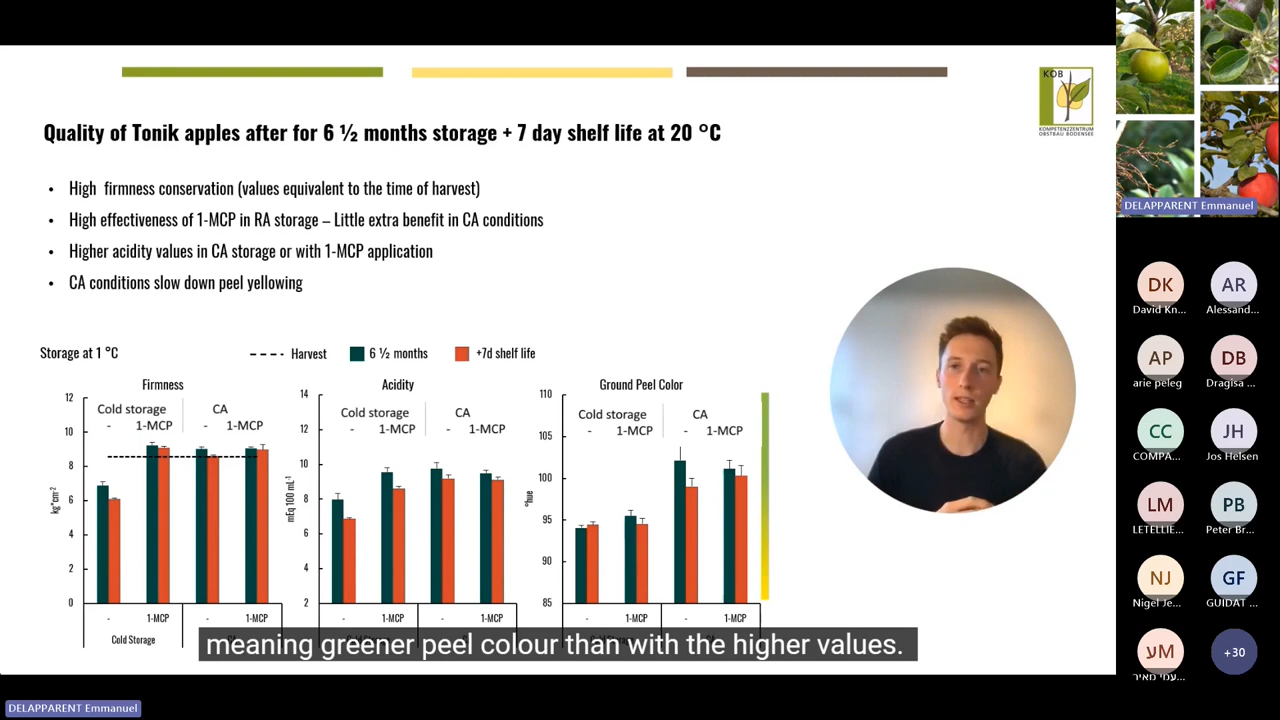 KOB
KOMPETENZZENTRUM
OBSTBAU BODENSEE
Quality of Tonik apples after for 6 ½ months storage + 7 day shelf life at 20 °C
• High firmness conservation (values equivalent to the time of harvest)
• High effectiveness of 1-MCP in RA storage – Little extra benefit in CA conditions
• Higher acidity values in CA storage or with 1-MCP application
• CA conditions slow down peel yellowing
Storage at 1 °C
Harvest
6 ½ months
+7d shelf life
Firmness
Cold storage CA
- 1-MCP - 1-MCP
12
10
8
6
4
2
0
kg*cm-2
- 1-MCP - 1-MCP
Cold Storage
Acidity
Cold storage CA
- 1-MCP - 1-MCP
14
12
10
8
6
4
2
mEq 100 mL-1
- 1-MCP - 1-MCP
Ground Peel Color
Cold storage CA
- 1-MCP - 1-MCP
110
105
100
95
90
85
°hue
- 1-MCP - 1-MCP
meaning greener peel colour than with the higher values.
DELAPPARENT Emmanuel
DK
David Kn...
AR
Alessand...
AP
arie peleg
DB
Dragisa ...
CC
COMPA...
JH
Jos Helsen
LM
LETELLIE...
PB
Peter Br...
NJ
Nigel Je...
GF
GUIDAT ...
עM
עמי מאיר...
+30
DELAPPARENT Emmanuel